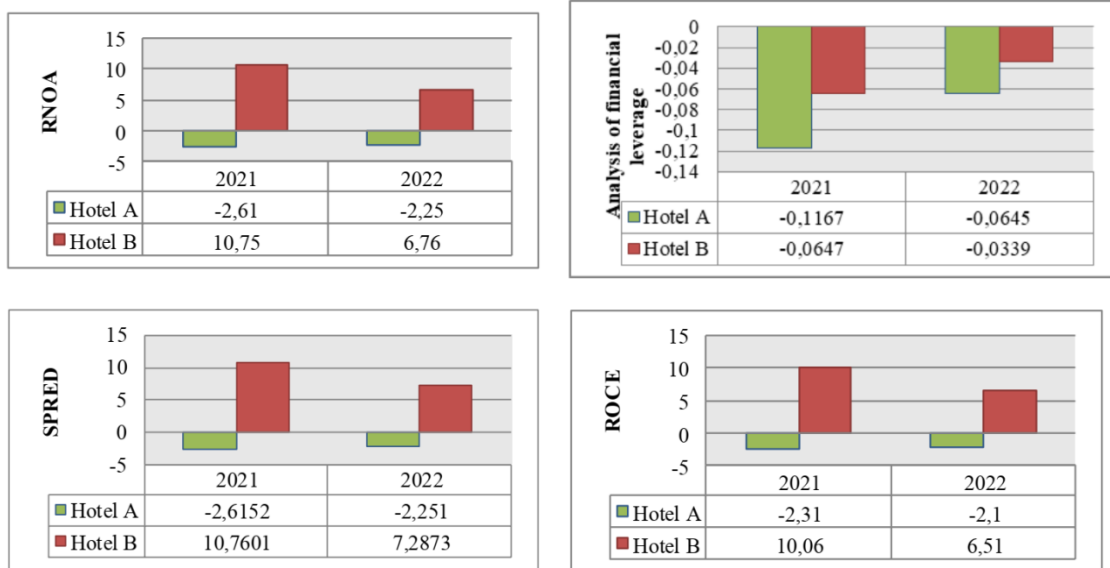 RNOA
15
10
5
0
-5
2021 2022
Hotel A -2,61 -2,25
Hotel B 10,75 6,76
Analysis of financial
leverage
0
-0,02
-0,04
-0,06
-0,08
-0,1
-0,12
-0,14
2021 2022
Hotel A -0,1167 -0,0645
Hotel B -0,0647 -0,0339
SPRED
15
10
5
0
-5
2021 2022
Hotel A -2,6152 -2,251
Hotel B 10,7601 7,2873
ROCE
15
10
5
0
-5
2021 2022
Hotel A -2,31 -2,1
Hotel B 10,06 6,51